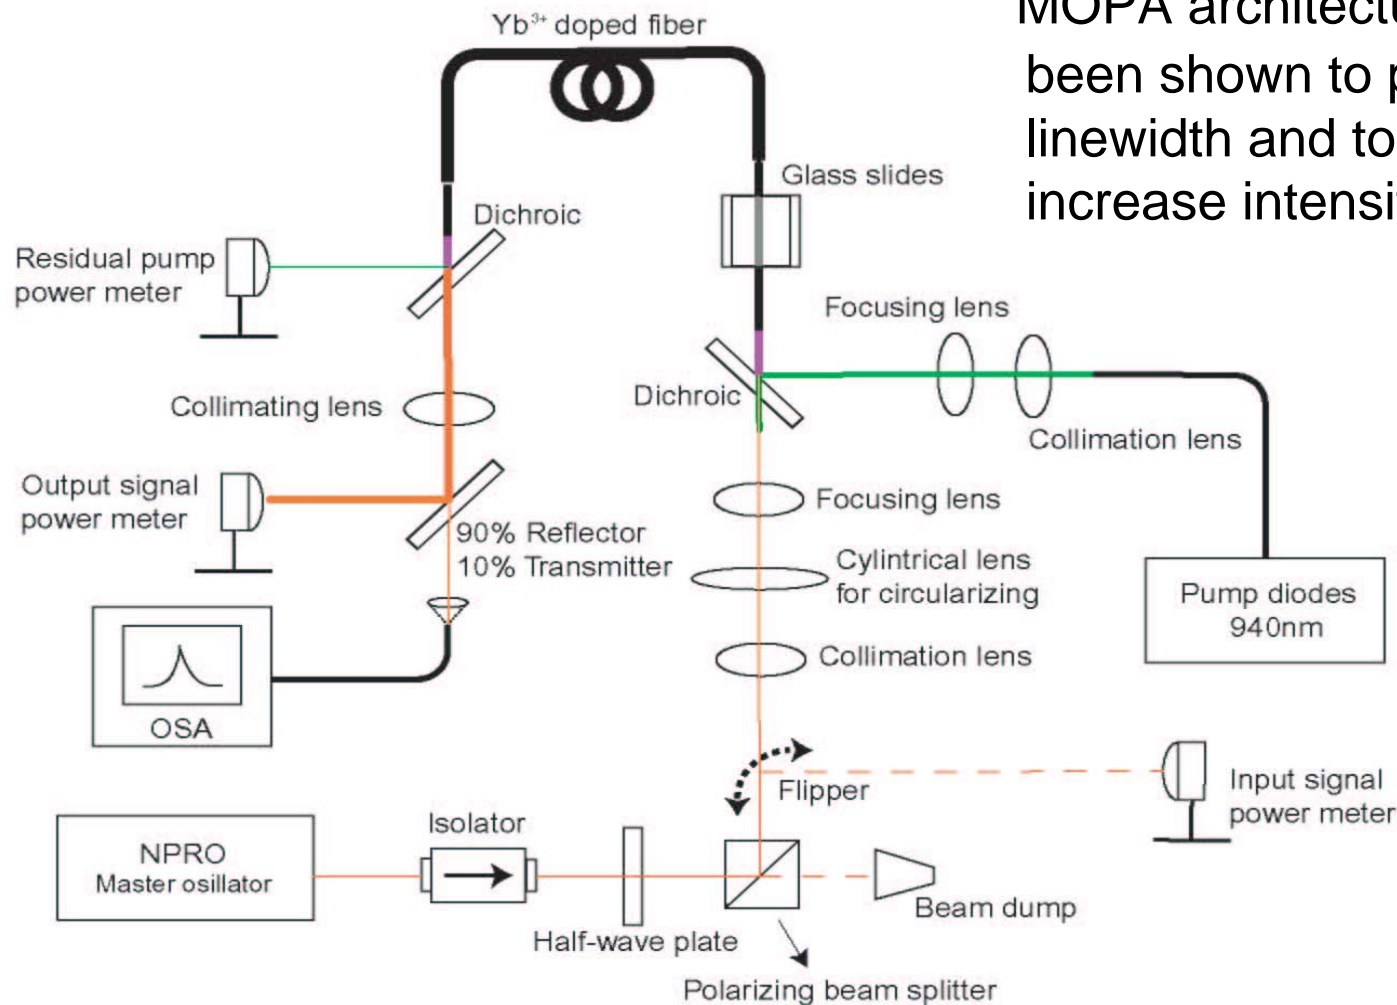 MOPA architectu
been shown to p
linewidth and to
increase intensi
Yb³⁺ doped fiber
Glass slides
Dichroic
Residual pump
power meter
Focusing lens
Dichroic
Collimation lens
Collimating lens
Output signal
power meter
90% Reflector
10% Transmitter
Focusing lens
Cylintrical lens
for circularizing
Pump diodes
940nm
Collimation lens
OSA
Flipper
Input signal
power meter
Isolator
NPRO
Master osillator
Beam dump
Half-wave plate
Polarizing beam splitter